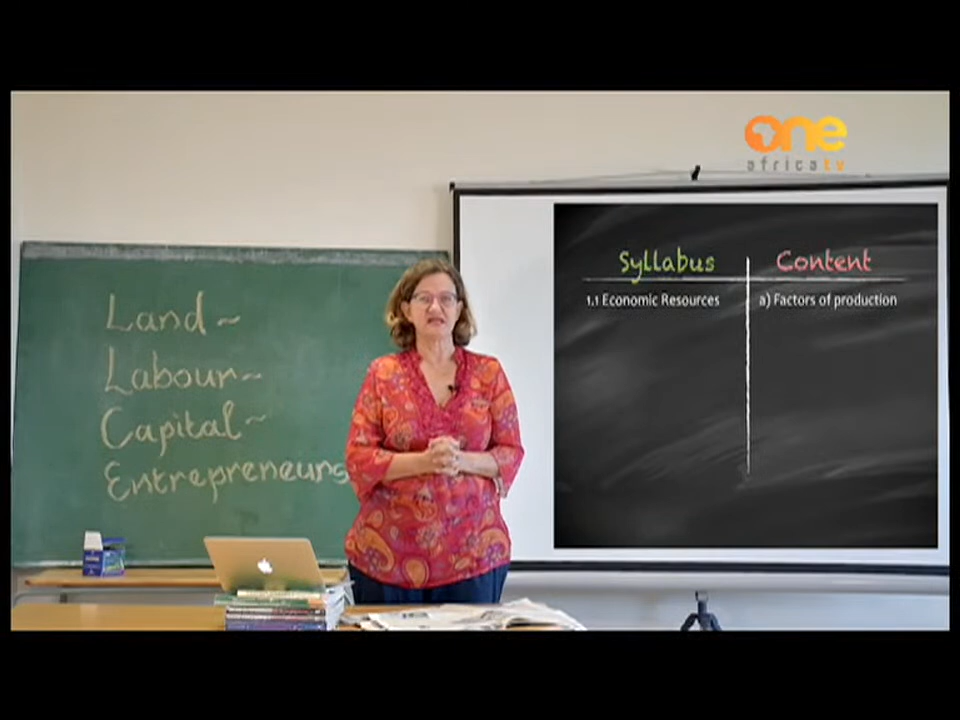 one
africa tv
Land ~
Labour ~
Capital ~
Entrepreneurs
Syllabus
Content
1.1 Economic Resources
a) Factors of production